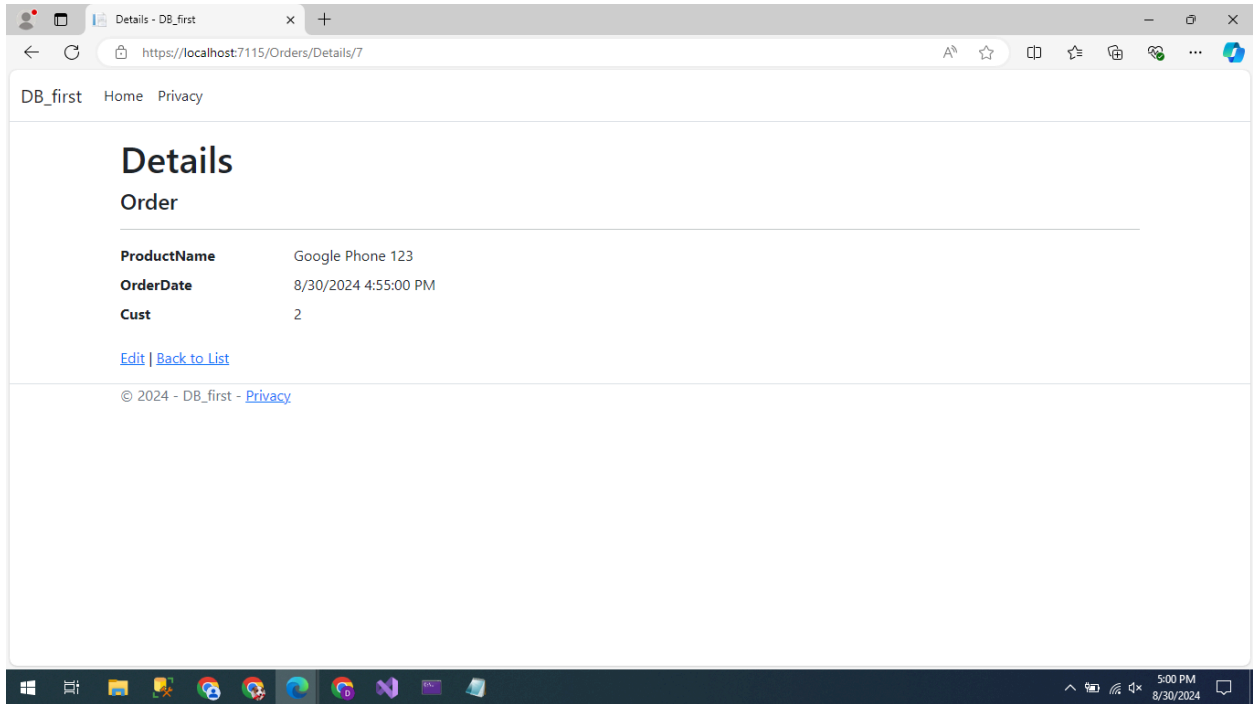 Details - DB_first
https://localhost:7115/Orders/Details/7
DB_first Home Privacy
Details
Order
ProductName Google Phone 123
OrderDate 8/30/2024 4:55:00 PM
Cust 2
Edit | Back to List
© 2024 - DB_first - Privacy
5:00 PM
8/30/2024